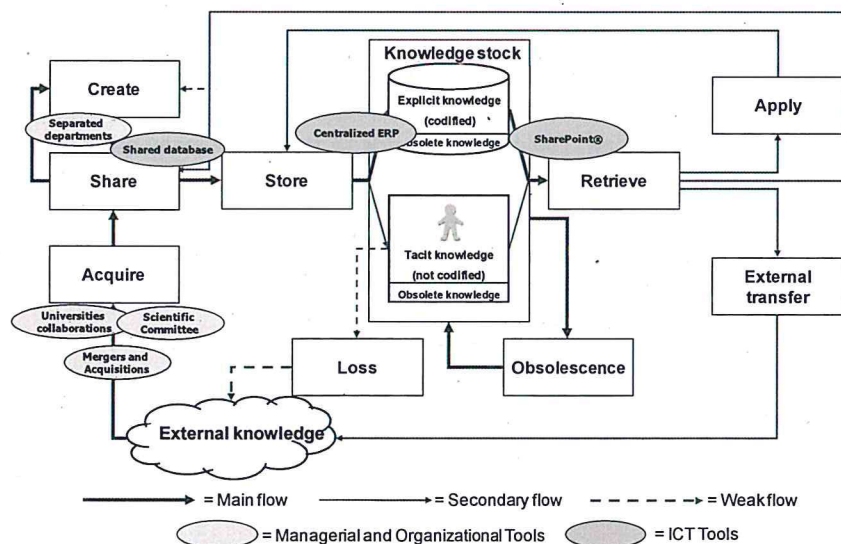 Knowledge stock
Create
Explicit knowledge
(codified)
Obsolete knowledge
Apply
Separated
departments
Shared database
Centralized ERP
SharePoint®
Share
Store
Retrieve
Tacit knowledge
(not codified)
Obsolete knowledge
Acquire
External
transfer
Universities
collaborations
Scientific
Committee
Mergers and
Acquisitions
Loss
Obsolescence
External knowledge
= Main flow
= Secondary flow
= Weak flow
= Managerial and Organizational Tools
= ICT Tools